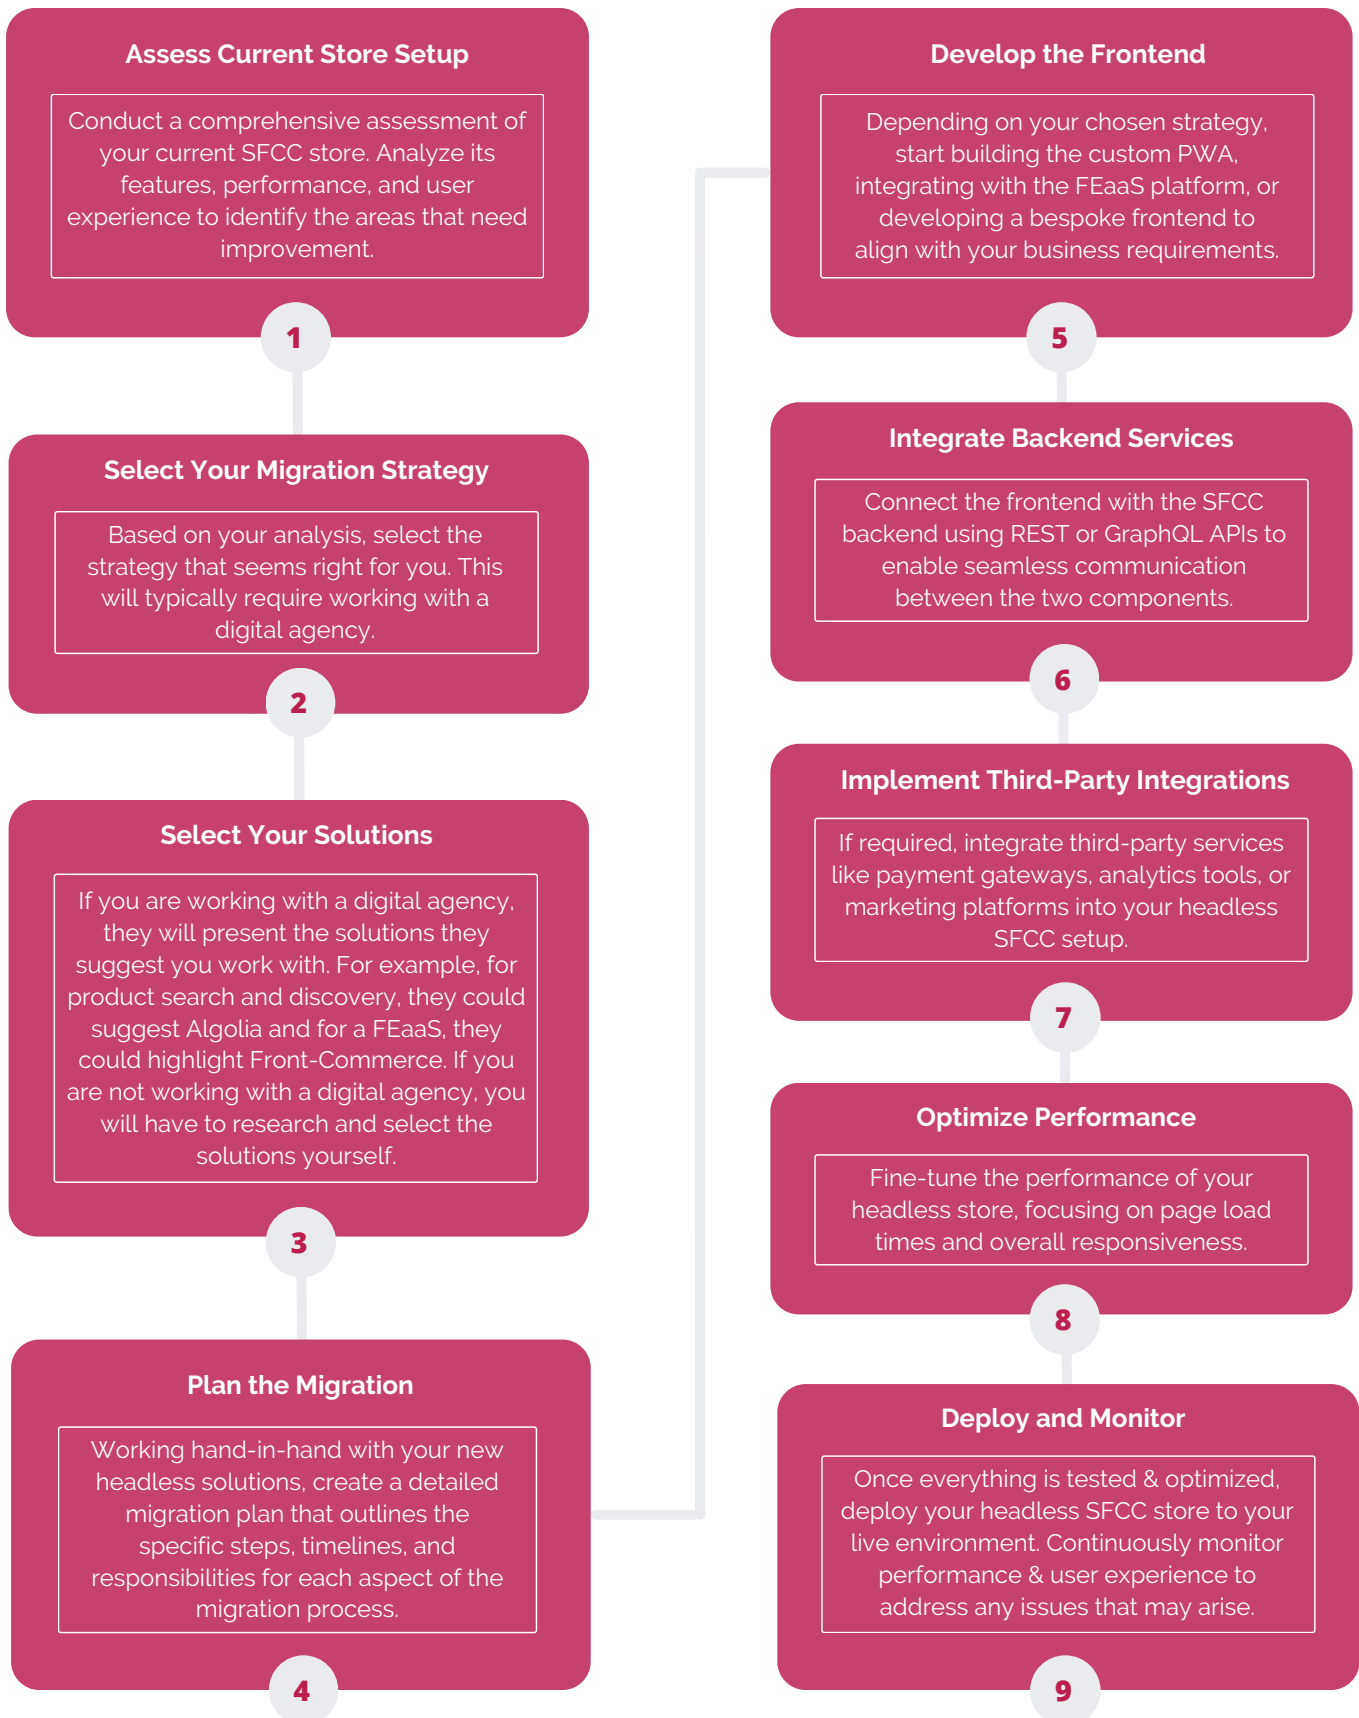 Assess Current Store Setup
Conduct a comprehensive assessment of
your current SFCC store. Analyze its
features, performance, and user
experience to identify the areas that need
improvement.
1
Select Your Migration Strategy
Based on your analysis, select the
strategy that seems right for you. This
will typically require working with a
digital agency.
2
Select Your Solutions
If you are working with a digital agency,
they will present the solutions they
suggest you work with. For example, for
product search and discovery, they could
suggest Algolia and for a FEaaS, they
could highlight Front-Commerce. If you
are not working with a digital agency, you
will have to research and select the
solutions yourself.
3
Plan the Migration
Working hand-in-hand with your new
headless solutions, create a detailed
migration plan that outlines the
specific steps, timelines, and
responsibilities for each aspect of the
migration process.
4
Develop the Frontend
Depending on your chosen strategy,
start building the custom PWA,
integrating with the FEaaS platform, or
developing a bespoke frontend to
align with your business requirements.
5
Integrate Backend Services
Connect the frontend with the SFCC
backend using REST or GraphQL APIs to
enable seamless communication
between the two components.
6
Implement Third-Party Integrations
If required, integrate third-party services
like payment gateways, analytics tools, or
marketing platforms into your headless
SFCC setup.
7
Optimize Performance
Fine-tune the performance of your
headless store, focusing on page load
times and overall responsiveness.
8
Deploy and Monitor
Once everything is tested & optimized,
deploy your headless SFCC store to your
live environment. Continuously monitor
performance & user experience to
address any issues that may arise.
9